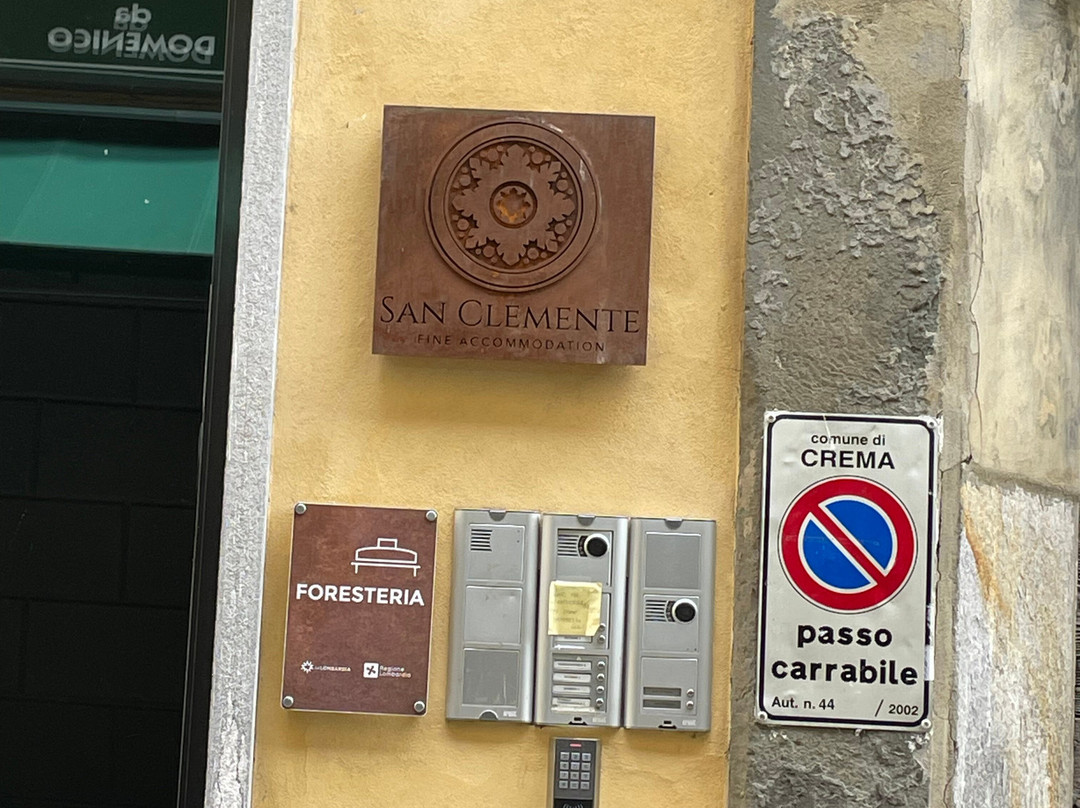 da
DOMENICO
SAN CLEMENTE
FINE ACCOMMODATION
FORESTERIA
Regione
Lombardia
comune di
CREMA
passo
carrabile
Aut. n. 44 / 2002